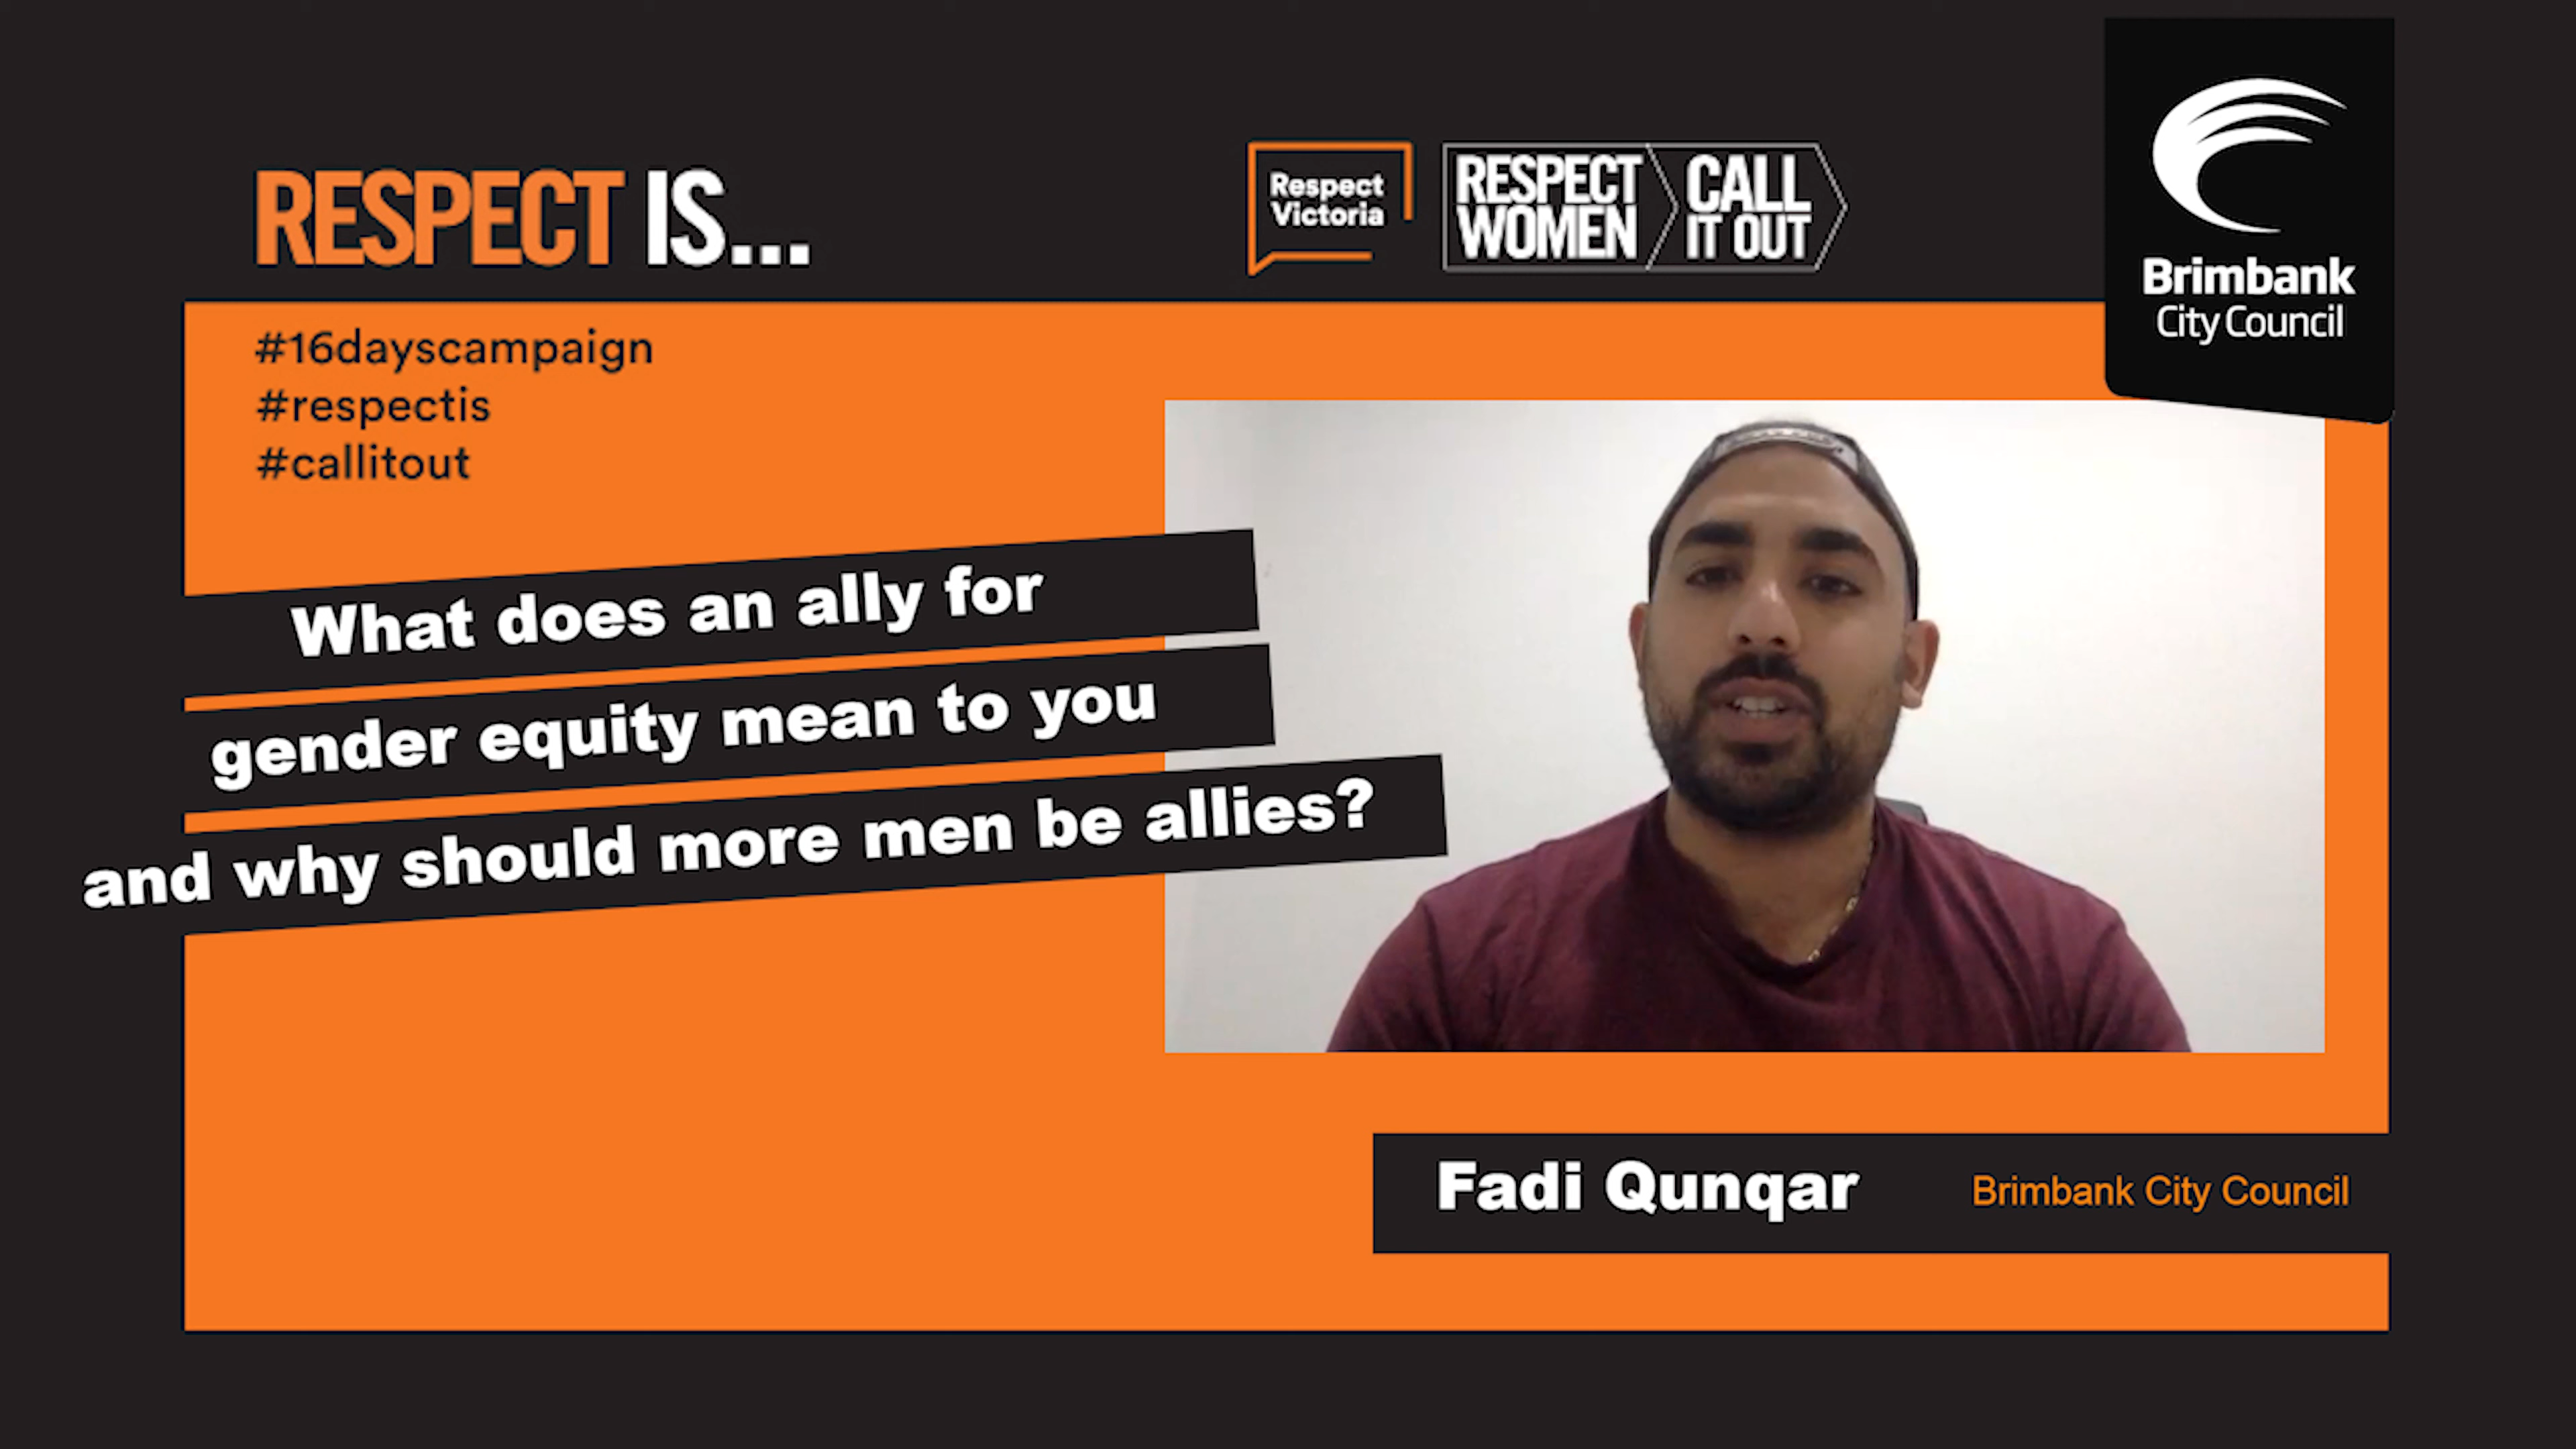 RESPECT IS...
Respect
Victoria
RESPECT
WOMEN
CALL
IT OUT
Brimbank
City Council
#16dayscampaign
#respectis
#callitout
What does an ally for
gender equity mean to you
and why should more men be allies?
Fadi Qunqar
Brimbank City Council